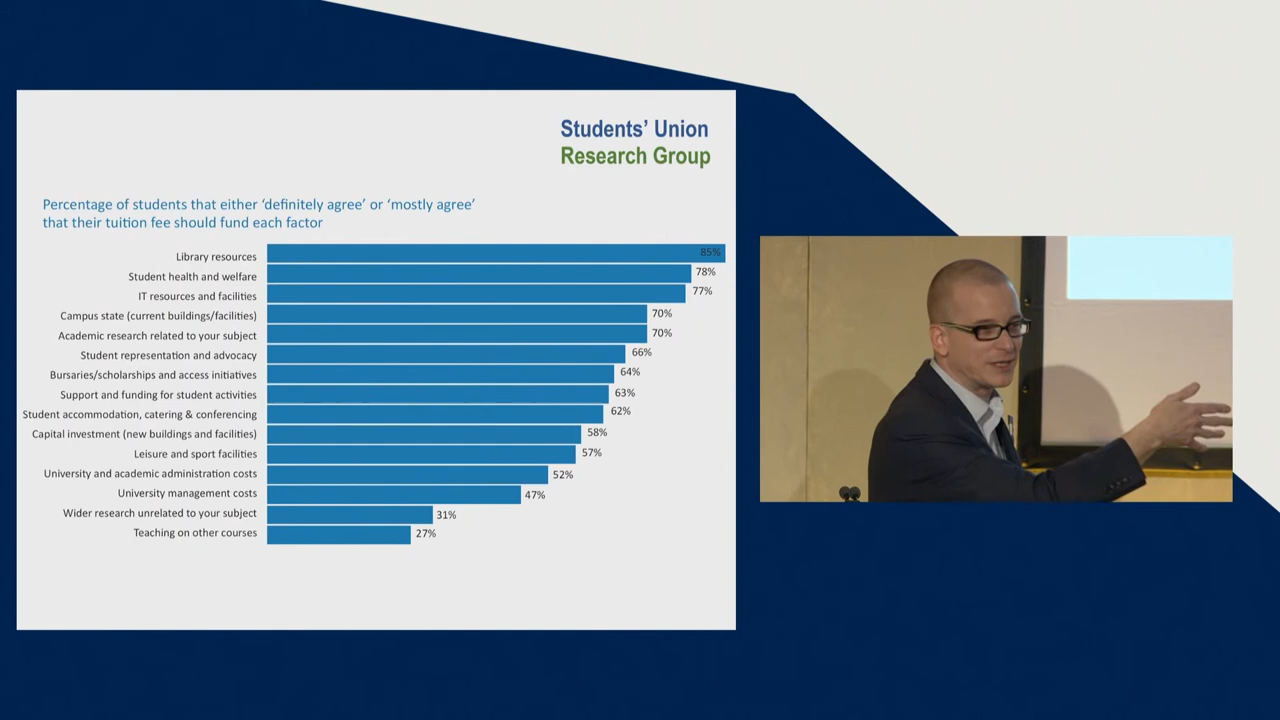 Students' Union
Research Group
Percentage of students that either ‘definitely agree’ or ‘mostly agree’
that their tuition fee should fund each factor
Library resources 85%
Student health and welfare 78%
IT resources and facilities 77%
Campus state (current buildings/facilities) 70%
Academic research related to your subject 70%
Student representation and advocacy 66%
Bursaries/scholarships and access initiatives 64%
Support and funding for student activities 63%
Student accommodation, catering & conferencing 62%
Capital investment (new buildings and facilities) 58%
Leisure and sport facilities 57%
University and academic administration costs 52%
University management costs 47%
Wider research unrelated to your subject 31%
Teaching on other courses 27%